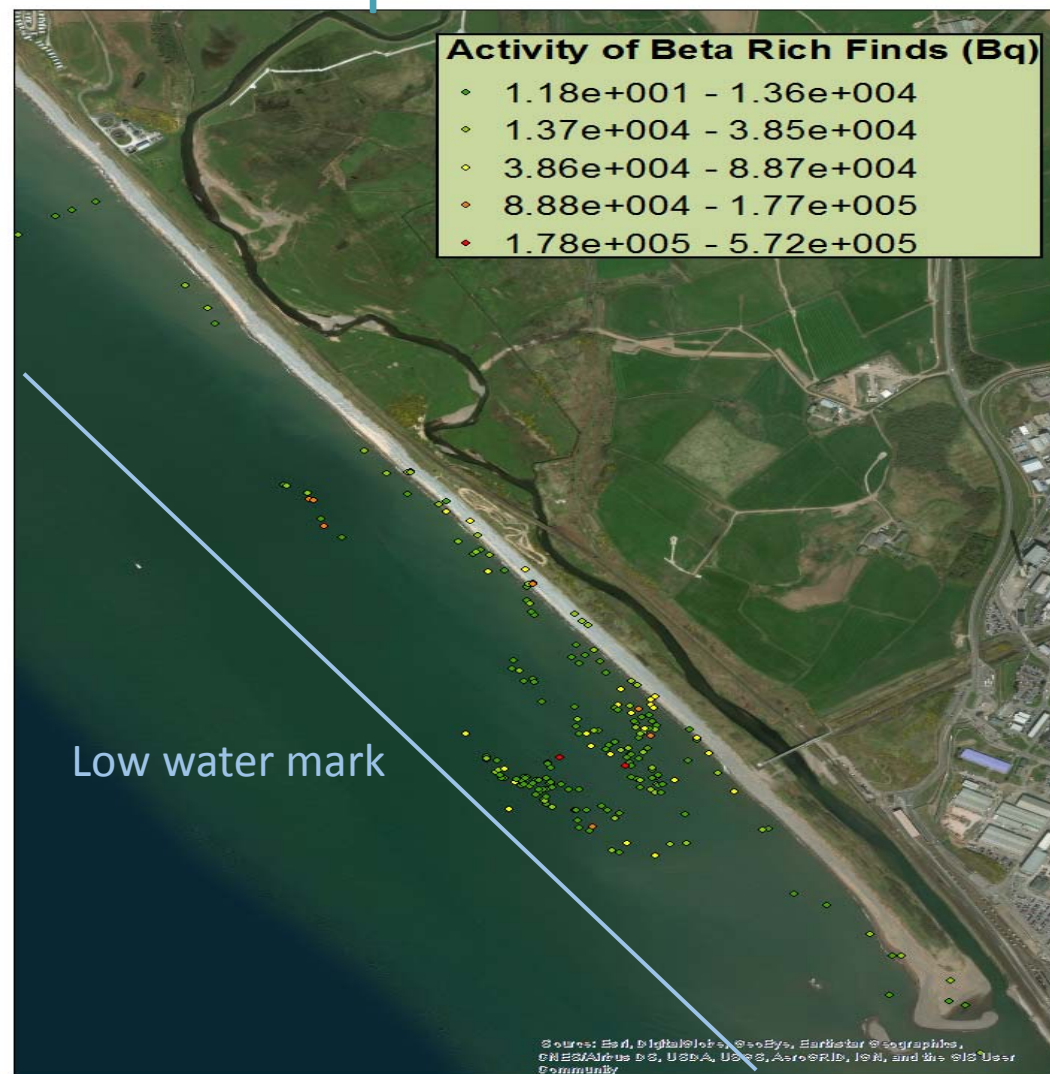 Activity of Beta Rich Finds (Bq)
1.18e+001 - 1.36e+004
1.37e+004 - 3.85e+004
3.86e+004 - 8.87e+004
8.88e+004 - 1.77e+005
1.78e+005 - 5.72e+005
Low water mark
Source: Esri, DigitalGlobe, GeoEye, Earthstar Geographics,
CNES/Airbus DS, USDA, USGS, AeroGRID, IGN, and the GIS User
Community